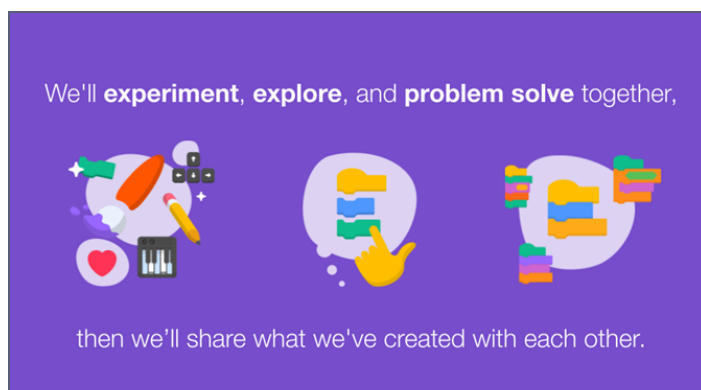 We'll experiment, explore, and problem solve together,
then we’ll share what we've created with each other.